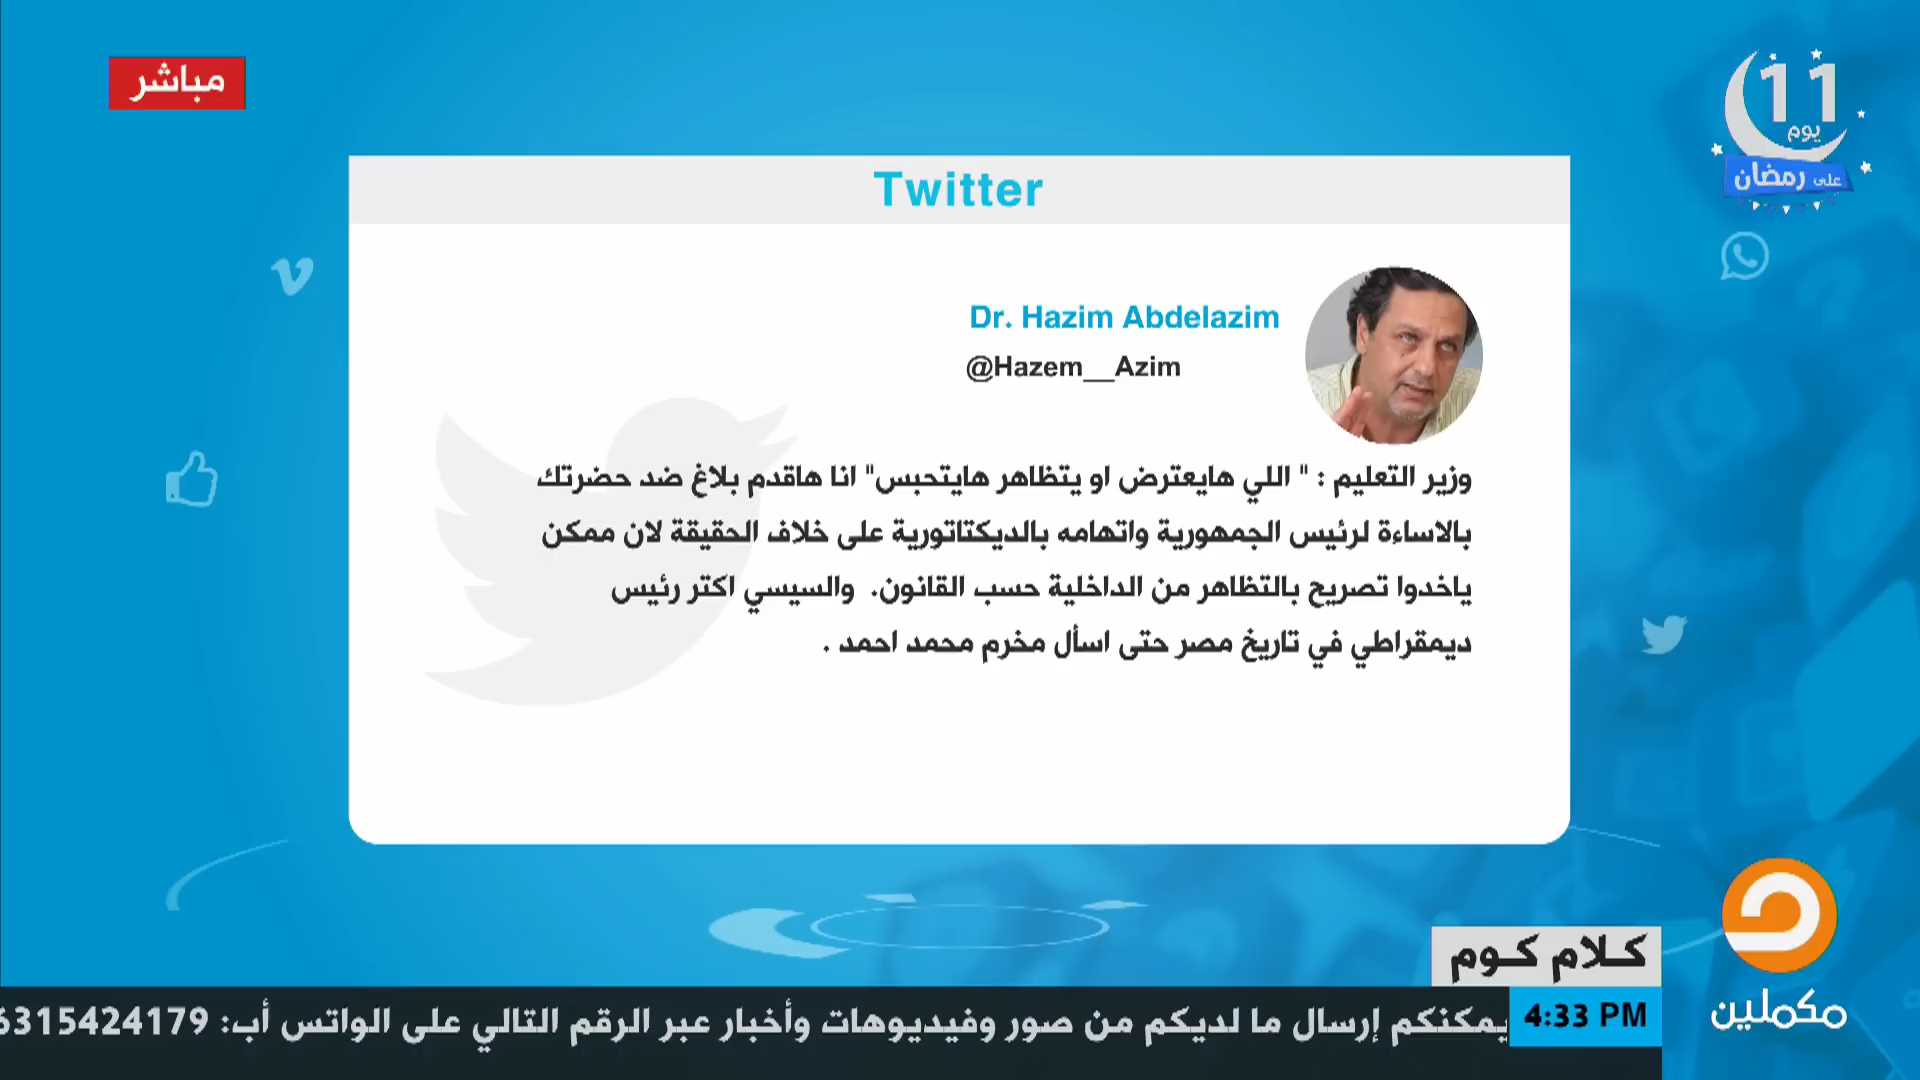 مباشر
11
يوم
على رمضان
Twitter
Dr. Hazim Abdelazim
@Hazem__Azim
وزير التعليم : " اللي هايعترض او يتظاهر هايتحبس" انا هاقدم بلاغ ضد حضرتك
بالاساءة لرئيس الجمهورية واتهامه بالديكتاتورية على خلاف الحقيقة لان ممكن
ياخدوا تصريح بالتظاهر من الداخلية حسب القانون. والسيسي اكتر رئيس
ديمقراطي في تاريخ مصر حتى اسأل مخرم محمد احمد .
كلام كوم
4:33 PM
يمكنكم إرسال ما لديكم من صور وفيديوهات وأخبار عبر الرقم التالي على الواتس أب: 6315424179
مكملين